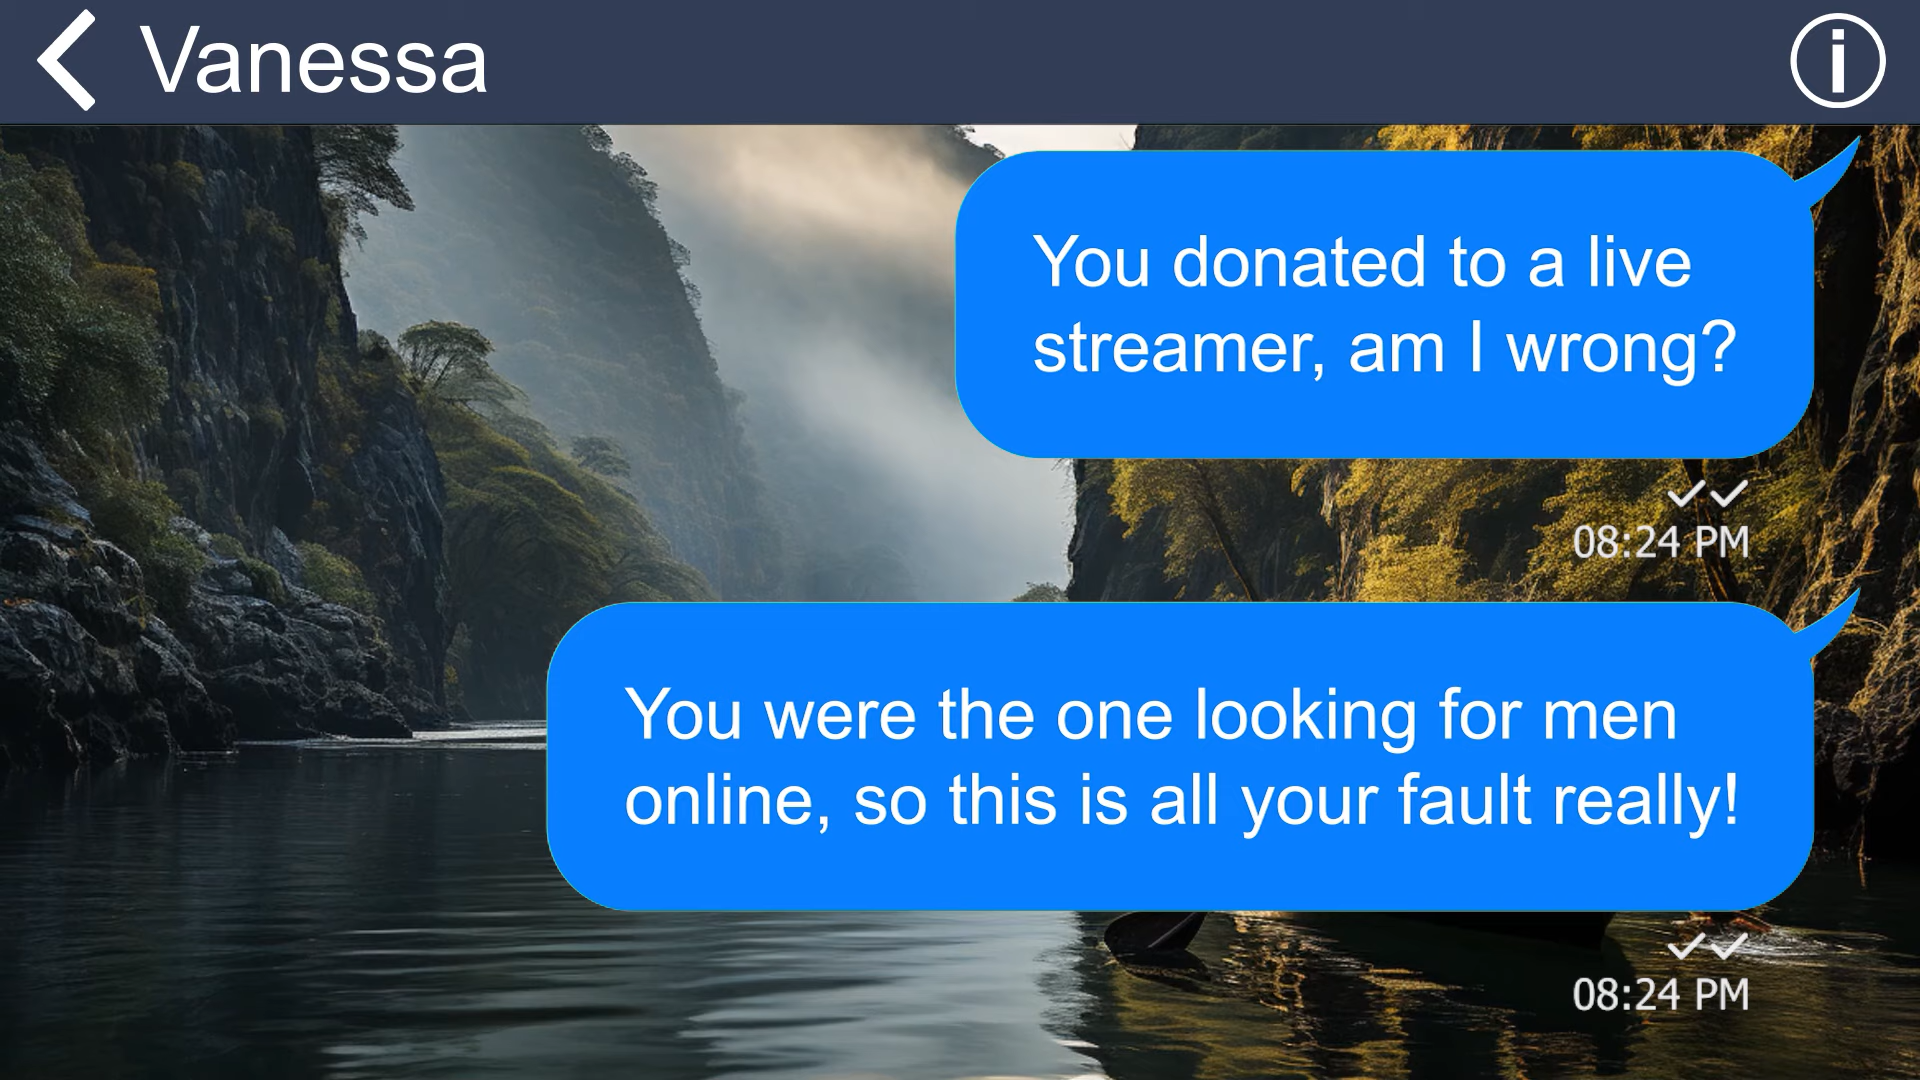 Vanessa
You donated to a live
streamer, am I wrong?
08:24 PM
You were the one looking for men
online, so this is all your fault really!
08:24 PM